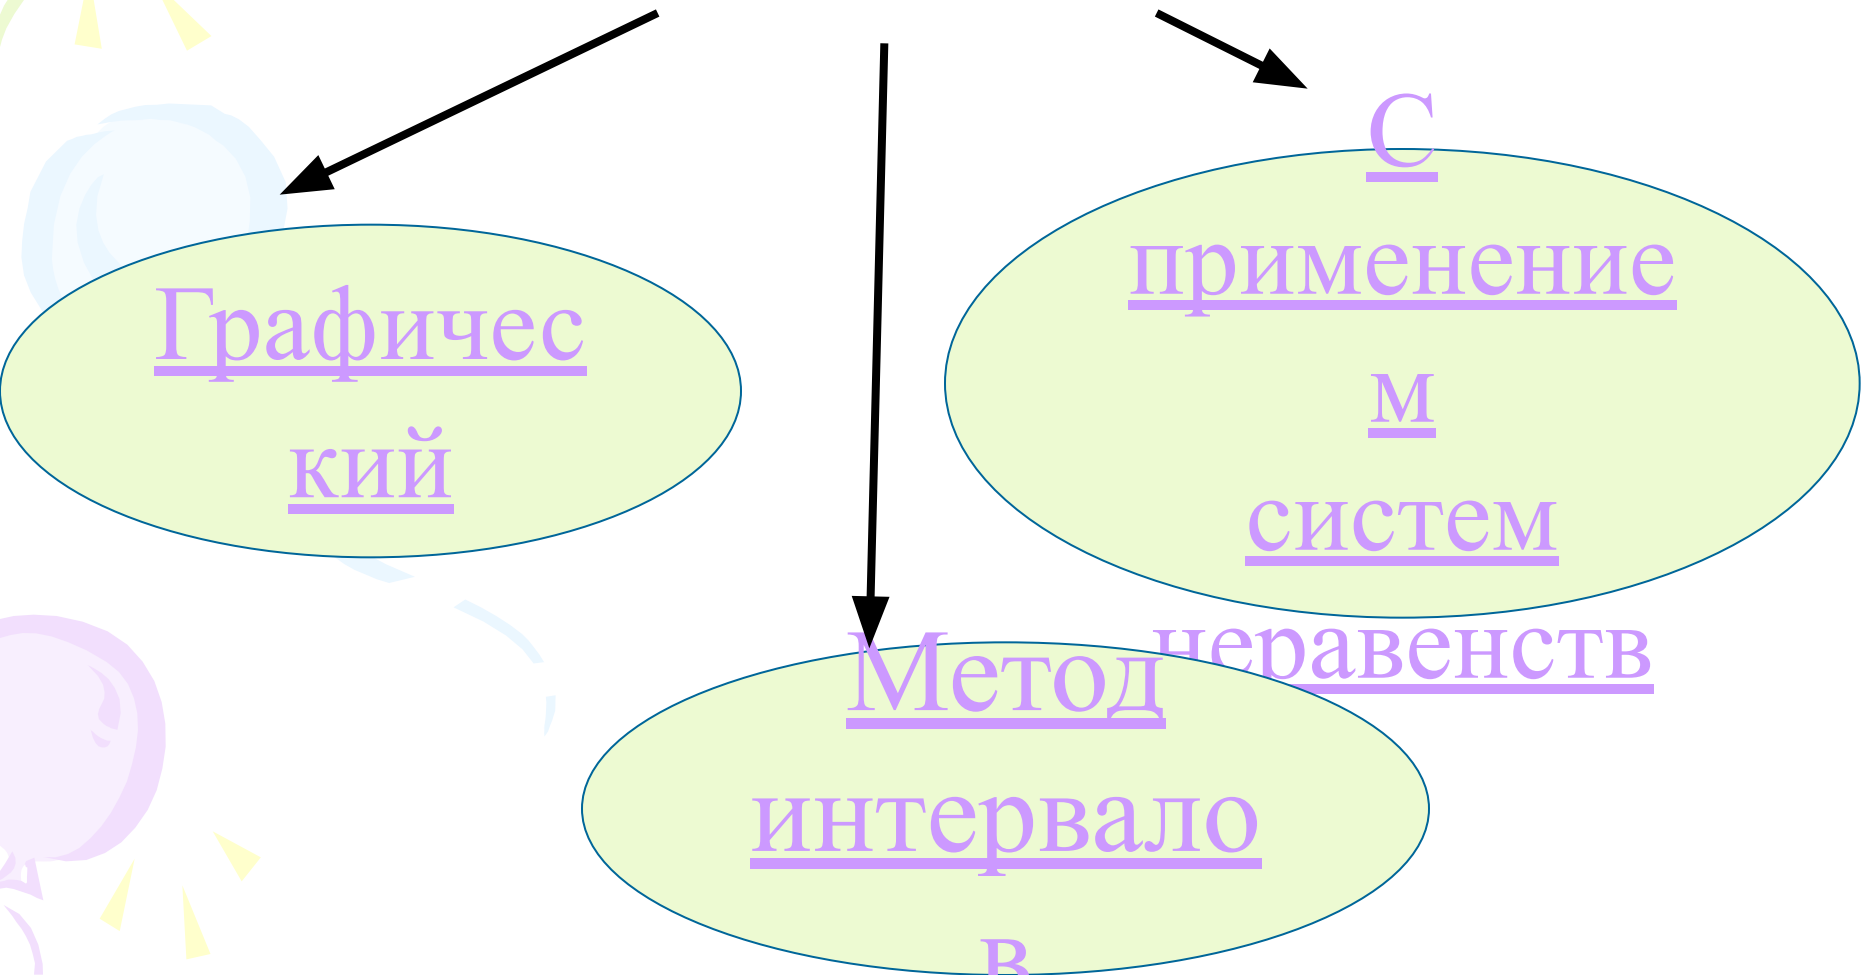 Графичес
кий
С
применение
м
систем
неравенств
Метод
интервало
в